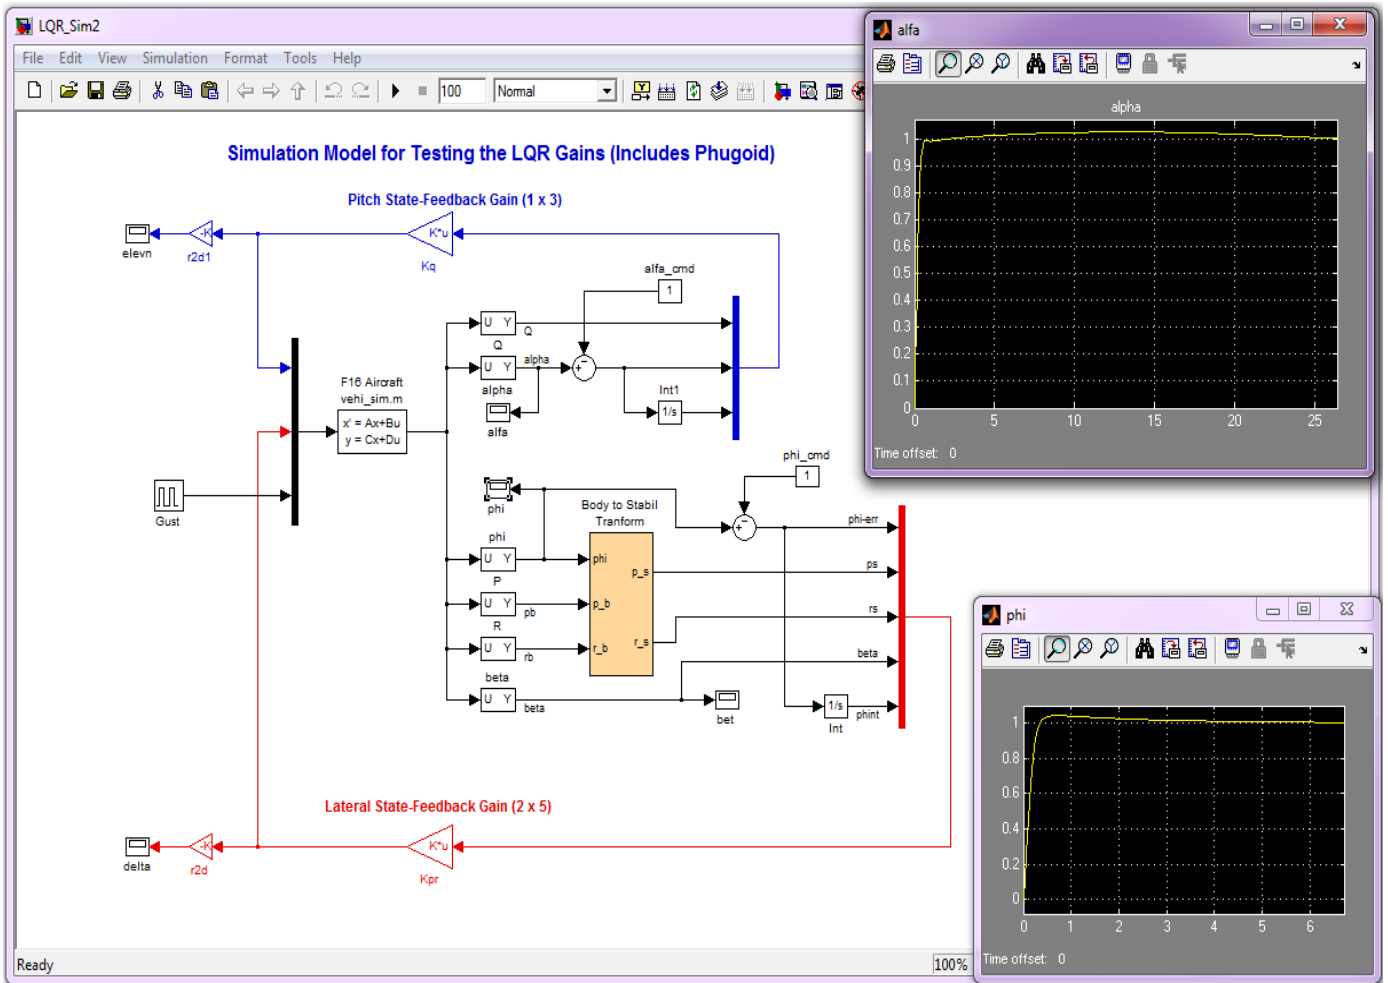 LQR_Sim2
File Edit View Simulation Format Tools Help
100
Normal
Simulation Model for Testing the LQR Gains (Includes Phugoid)
Pitch State-Feedback Gain (1 x 3)
elevn
-K
r2d1
K*u
Kq
alfa_cmd
1
U Y
Q
Q
U Y
alpha
alpha
+
-
Int1
1/s
alfa
F16 Aircraft
vehi_sim.m
x' = Ax+Bu
y = Cx+Du
Gust
phi_cmd
1
phi
Body to Stabil
Tranform
+
-
phi-err
phi
U Y
phi
p_s
ps
P
U Y
pb
p_b
R
U Y
rb
r_b
r_s
rs
beta
beta
U Y
beta
bet
1/s
Int
phint
Lateral State-Feedback Gain (2 x 5)
delta
-K
r2d
K*u
Kpr
Ready
100%
alfa
alpha
1
0.9
0.8
0.7
0.6
0.5
0.4
0.3
0.2
0.1
0
0 5 10 15 20 25
Time offset: 0
phi
1
0.8
0.6
0.4
0.2
0
0 1 2 3 4 5 6
Time offset: 0